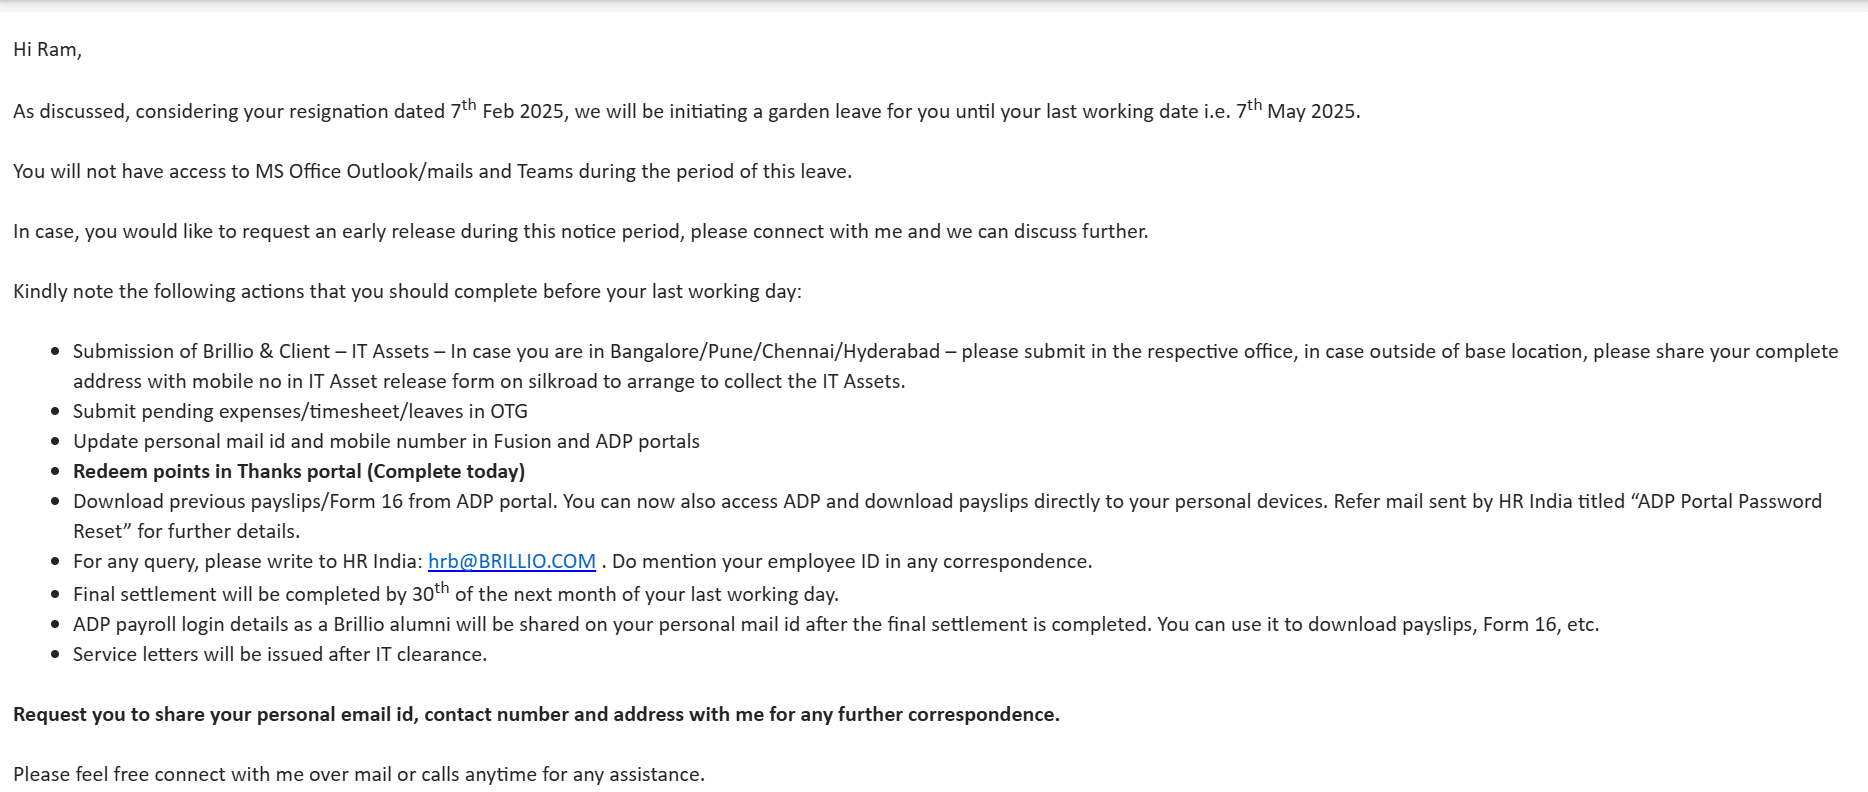 Hi Ram,
As discussed, considering your resignation dated 7th Feb 2025, we will be initiating a garden leave for you until your last working date i.e. 7th May 2025.
You will not have access to MS Office Outlook/mails and Teams during the period of this leave.
In case, you would like to request an early release during this notice period, please connect with me and we can discuss further.
Kindly note the following actions that you should complete before your last working day:
• Submission of Brillio & Client – IT Assets – In case you are in Bangalore/Pune/Chennai/Hyderabad – please submit in the respective office, in case outside of base location, please share your complete
address with mobile no in IT Asset release form on silkroad to arrange to collect the IT Assets.
• Submit pending expenses/timesheet/leaves in OTG
• Update personal mail id and mobile number in Fusion and ADP portals
• Redeem points in Thanks portal (Complete today)
• Download previous payslips/Form 16 from ADP portal. You can now also access ADP and download payslips directly to your personal devices. Refer mail sent by HR India titled “ADP Portal Password
Reset” for further details.
• For any query, please write to HR India: hrb@BRILLIO.COM . Do mention your employee ID in any correspondence.
• Final settlement will be completed by 30th of the next month of your last working day.
• ADP payroll login details as a Brillio alumni will be shared on your personal mail id after the final settlement is completed. You can use it to download payslips, Form 16, etc.
• Service letters will be issued after IT clearance.
Request you to share your personal email id, contact number and address with me for any further correspondence.
Please feel free connect with me over mail or calls anytime for any assistance.